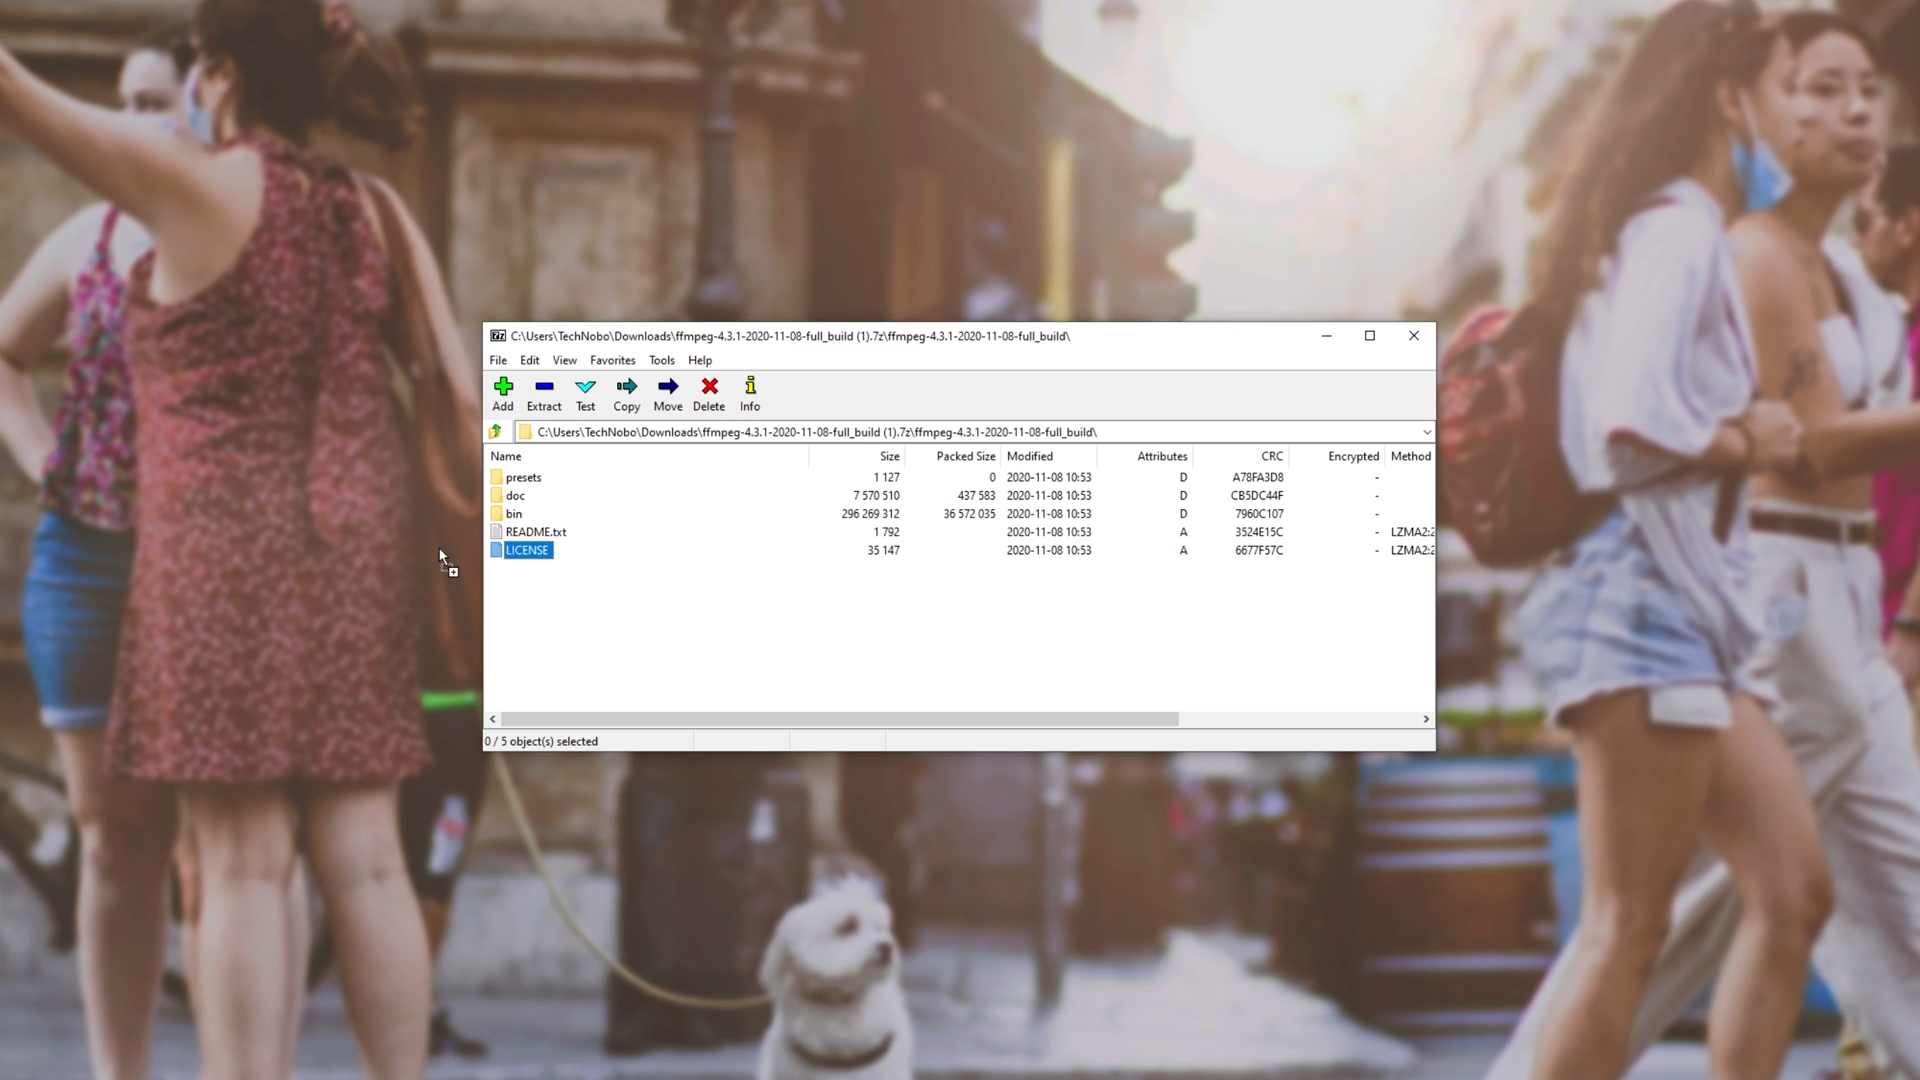 C:\Users\TechNobo\Downloads\ffmpeg-4.3.1-2020-11-08-full_build (1).7z\ffmpeg-4.3.1-2020-11-08-full_build\
File Edit View Favorites Tools Help
Add Extract Test Copy Move Delete Info
C:\Users\TechNobo\Downloads\ffmpeg-4.3.1-2020-11-08-full_build (1).7z\ffmpeg-4.3.1-2020-11-08-full_build\
Name Size Packed Size Modified Attributes CRC Encrypted Method
presets 1 127 0 2020-11-08 10:53 D A78FA3D8 -
doc 7 570 510 437 583 2020-11-08 10:53 D CB5DC44F -
bin 296 269 312 36 572 035 2020-11-08 10:53 D 7960C107 -
README.txt 1 792 2020-11-08 10:53 A 3524E15C - LZMA2:2
LICENSE 35 147 2020-11-08 10:53 A 6677F57C - LZMA2:2
0 / 5 object(s) selected